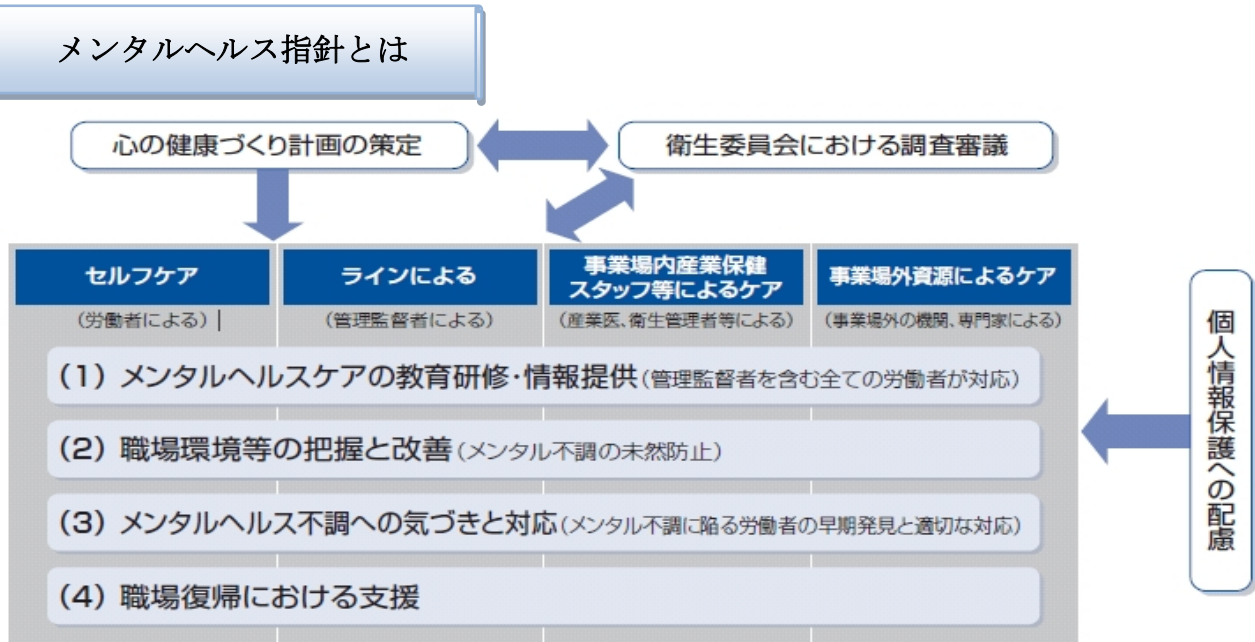 メンタルヘルス指針とは
心の健康づくり計画の策定
衛生委員会における調査審議
セルフケア
(労働者による)
ラインによる
(管理監督者による)
事業場内産業保健
スタッフ等によるケア
(産業医、衛生管理者等による)
事業場外資源によるケア
(事業場外の機関、専門家による)
(1) メンタルヘルスケアの教育研修・情報提供(管理監督者を含む全ての労働者が対応)
(2) 職場環境等の把握と改善(メンタル不調の未然防止)
(3) メンタルヘルス不調への気づきと対応(メンタル不調に陥る労働者の早期発見と適切な対応)
(4) 職場復帰における支援
個人情報保護への配慮